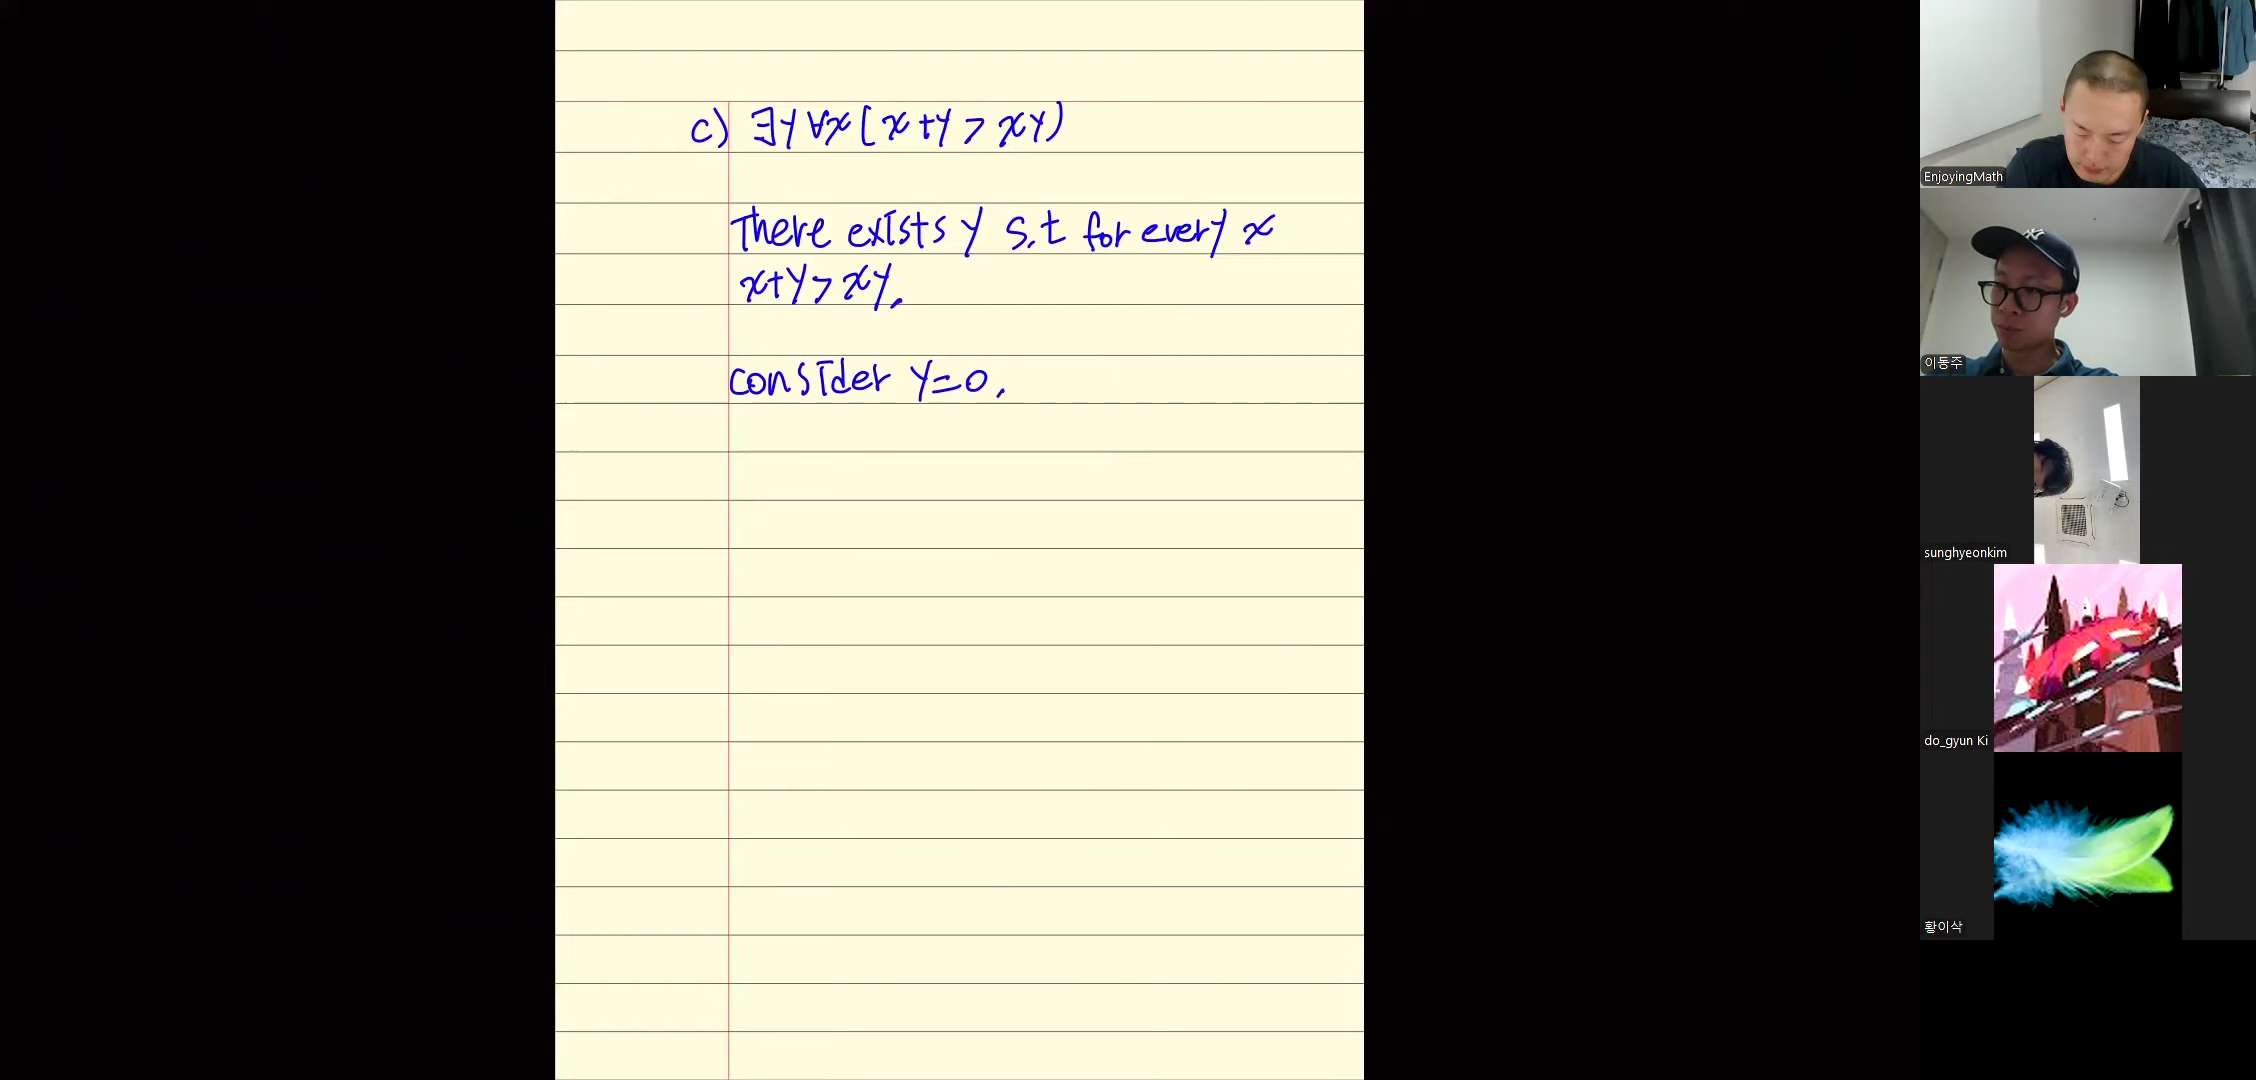 c) ∃y ∀x [x+y > xy)
There exists y s.t for every x
x+y > xy.
consider y=0,
EnjoyingMath
이동주
sunghyeonkim
do_gyun Ki
황이삭